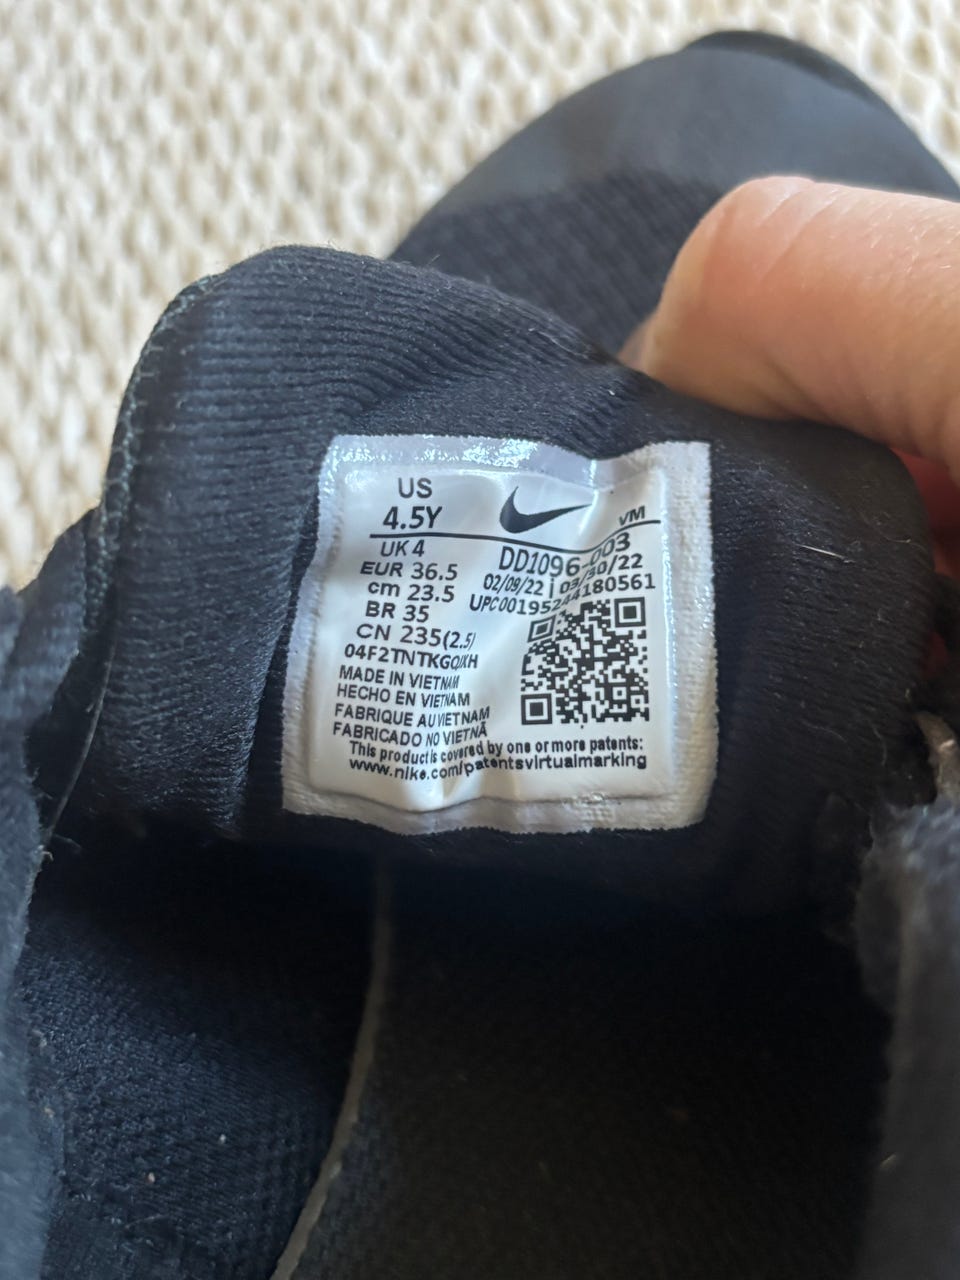 US
4.5Y
VM
UK 4
EUR 36.5
cm 23.5
BR 35
CN 235(2.5)
DD1096-003
02/09/22 | 03/30/22
UPC00195244180561
MADE IN VIETNAM
HECHO EN VIETNAM
FABRIQUE AU VIETNAM
FABRICADO NO VIETNÃ
This product is covered by one or more patents:
www.nike.com/patentsvirtualmarking